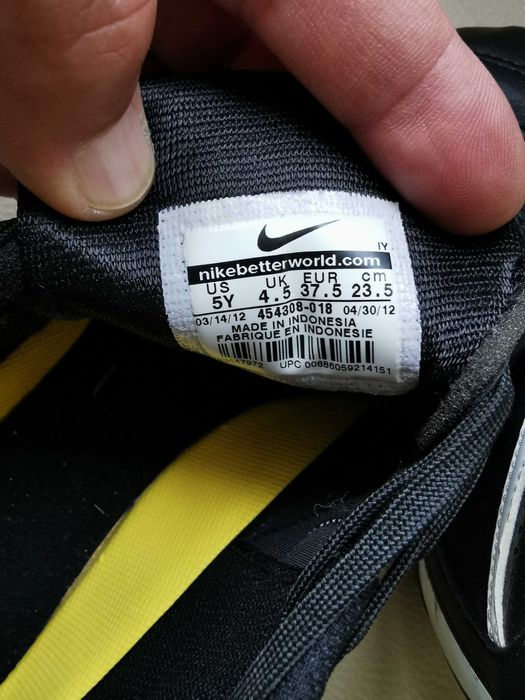 IY
nikebetterworld.com
US UK EUR cm
5Y 4.5 37.5 23.5
03/14/12 454308-018 04/30/12
MADE IN INDONESIA
FABRIQUE EN INDONESIE
UPC 00886059214151